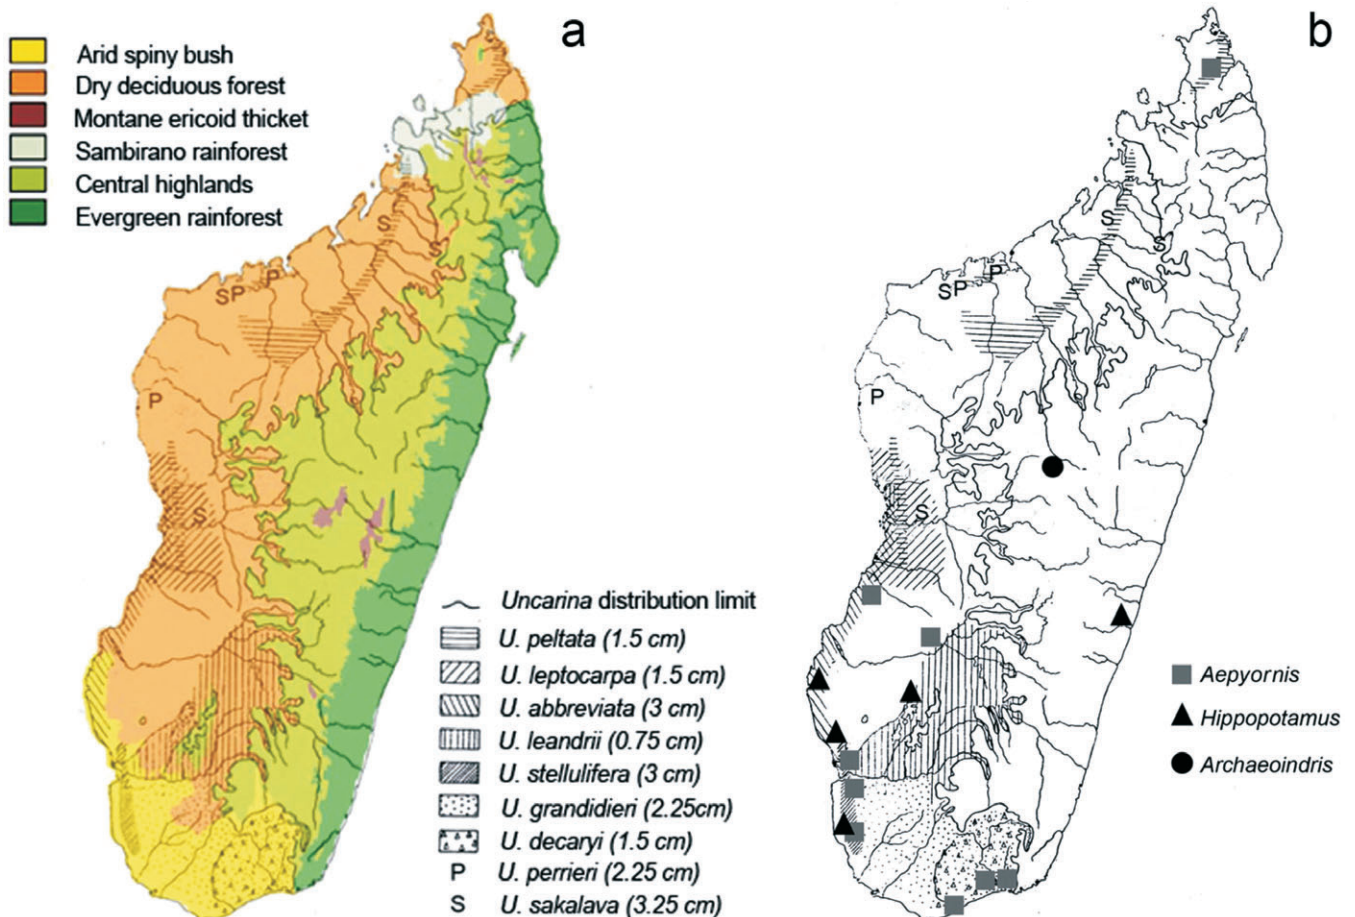 a
Arid spiny bush
Dry deciduous forest
Montane ericoid thicket
Sambirano rainforest
Central highlands
Evergreen rainforest
S
S
P
SP
P
S
Uncarina distribution limit
U. peltata (1.5 cm)
U. leptocarpa (1.5 cm)
U. abbreviata (3 cm)
U. leandrii (0.75 cm)
U. stellulifera (3 cm)
U. grandidieri (2.25cm)
U. decaryi (1.5 cm)
P U. perrieri (2.25 cm)
S U. sakalava (3.25 cm)
b
S
S
P
SP
P
S
Aepyornis
Hippopotamus
Archaeoindris